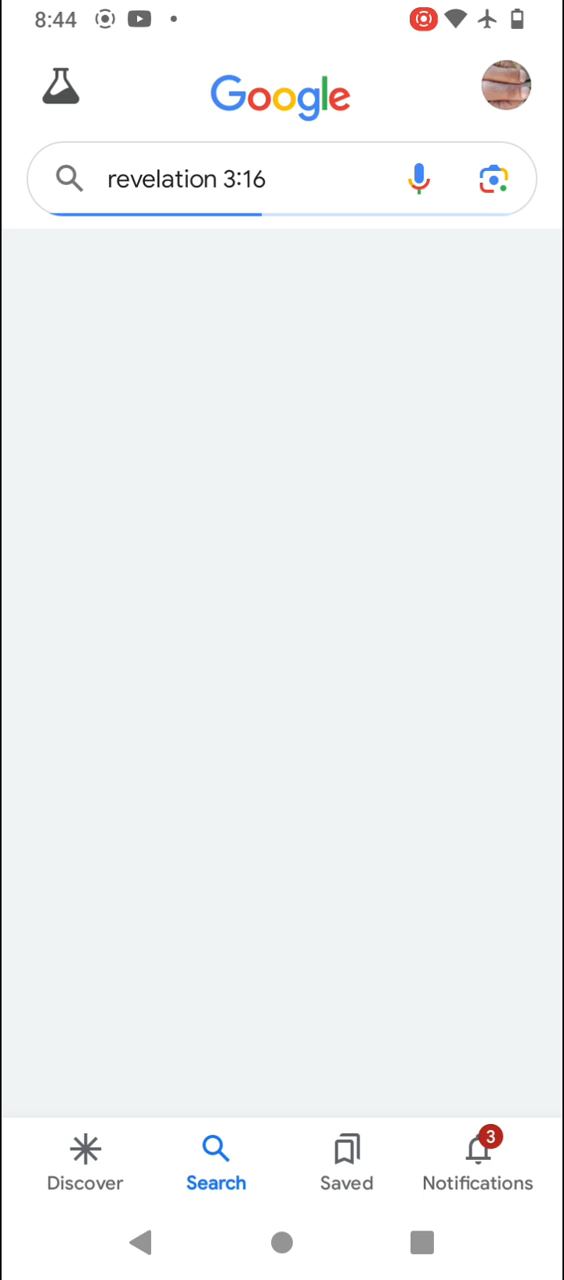 8:44
Google
revelation 3:16
3
Discover
Search
Saved
Notifications